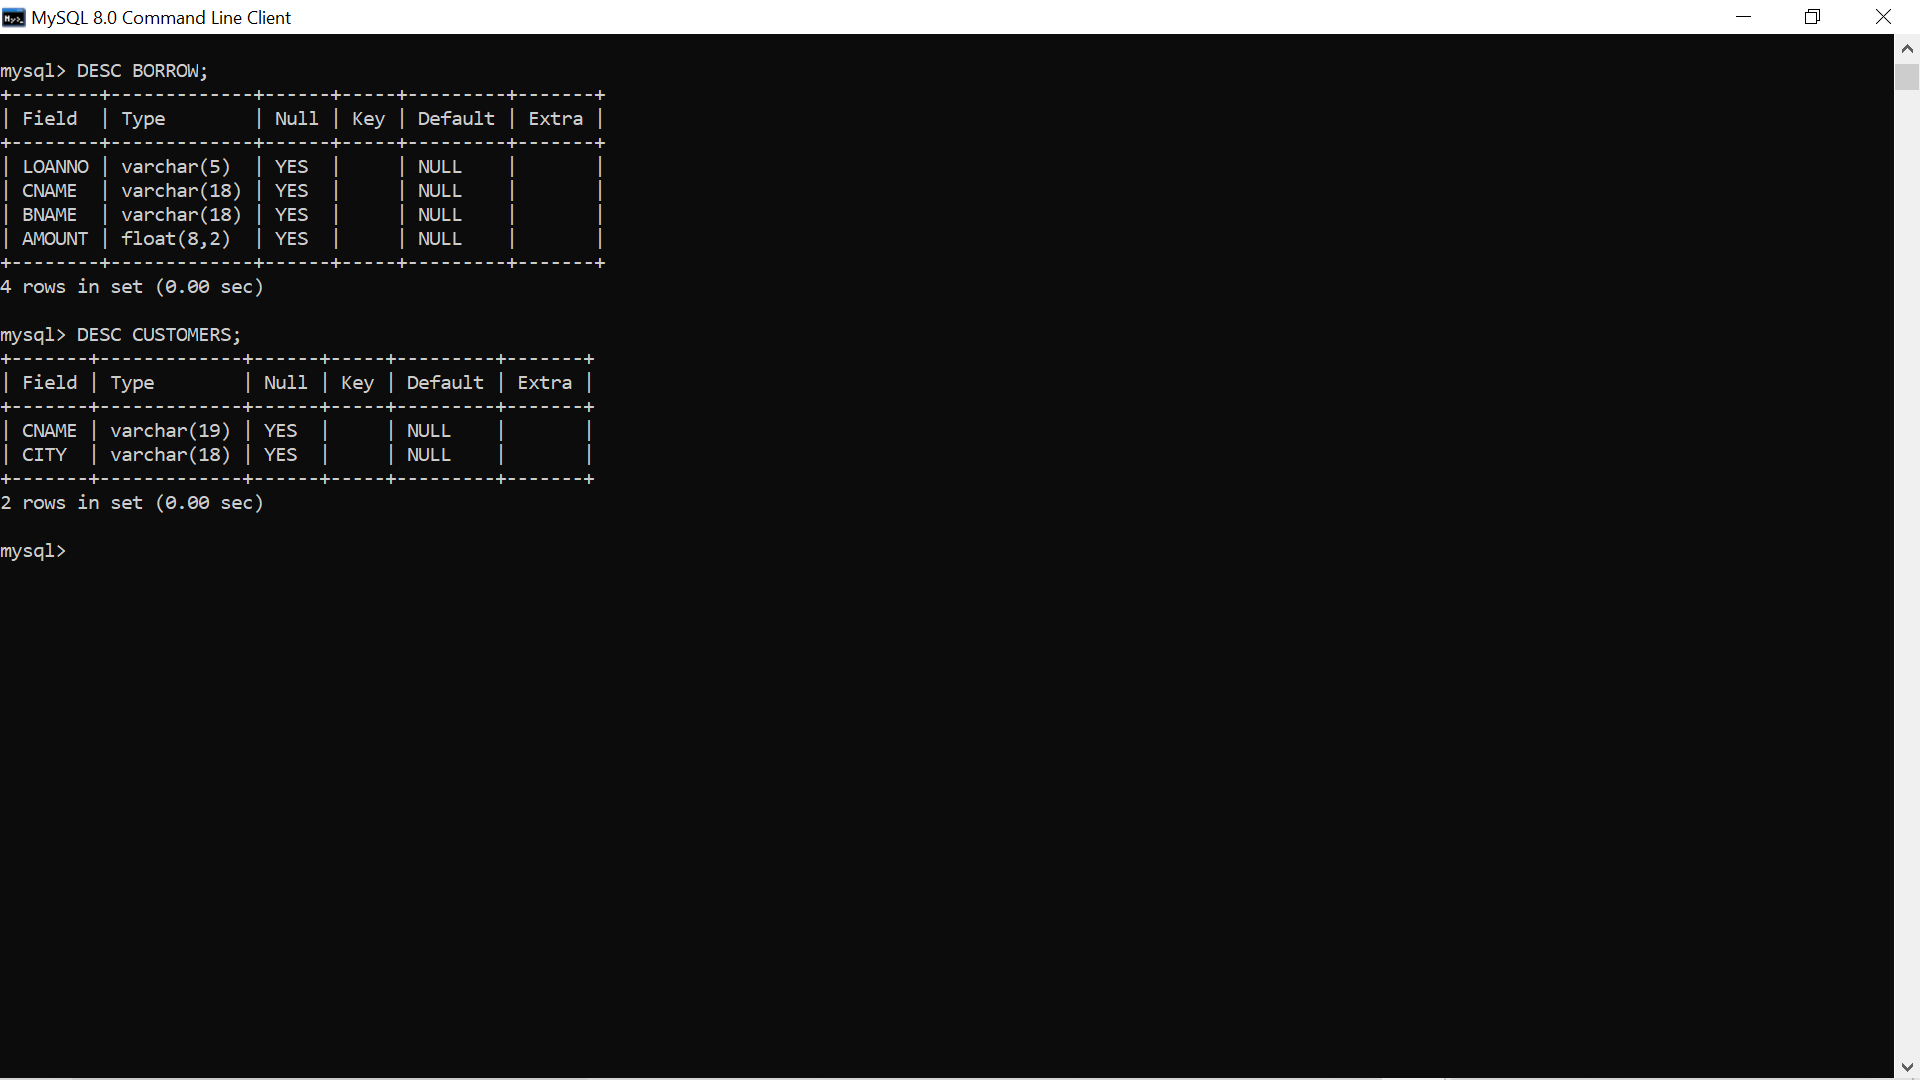 MySQL 8.0 Command Line Client
mysql> DESC BORROW;
+--------+-------------+------+-----+---------+-------+
| Field  | Type        | Null | Key | Default | Extra |
+--------+-------------+------+-----+---------+-------+
| LOANNO | varchar(5)  | YES  |     | NULL    |       |
| CNAME  | varchar(18) | YES  |     | NULL    |       |
| BNAME  | varchar(18) | YES  |     | NULL    |       |
| AMOUNT | float(8,2)  | YES  |     | NULL    |       |
+--------+-------------+------+-----+---------+-------+
4 rows in set (0.00 sec)
mysql> DESC CUSTOMERS;
+-------+-------------+------+-----+---------+-------+
| Field | Type        | Null | Key | Default | Extra |
+-------+-------------+------+-----+---------+-------+
| CNAME | varchar(19) | YES  |     | NULL    |       |
| CITY  | varchar(18) | YES  |     | NULL    |       |
+-------+-------------+------+-----+---------+-------+
2 rows in set (0.00 sec)
mysql>